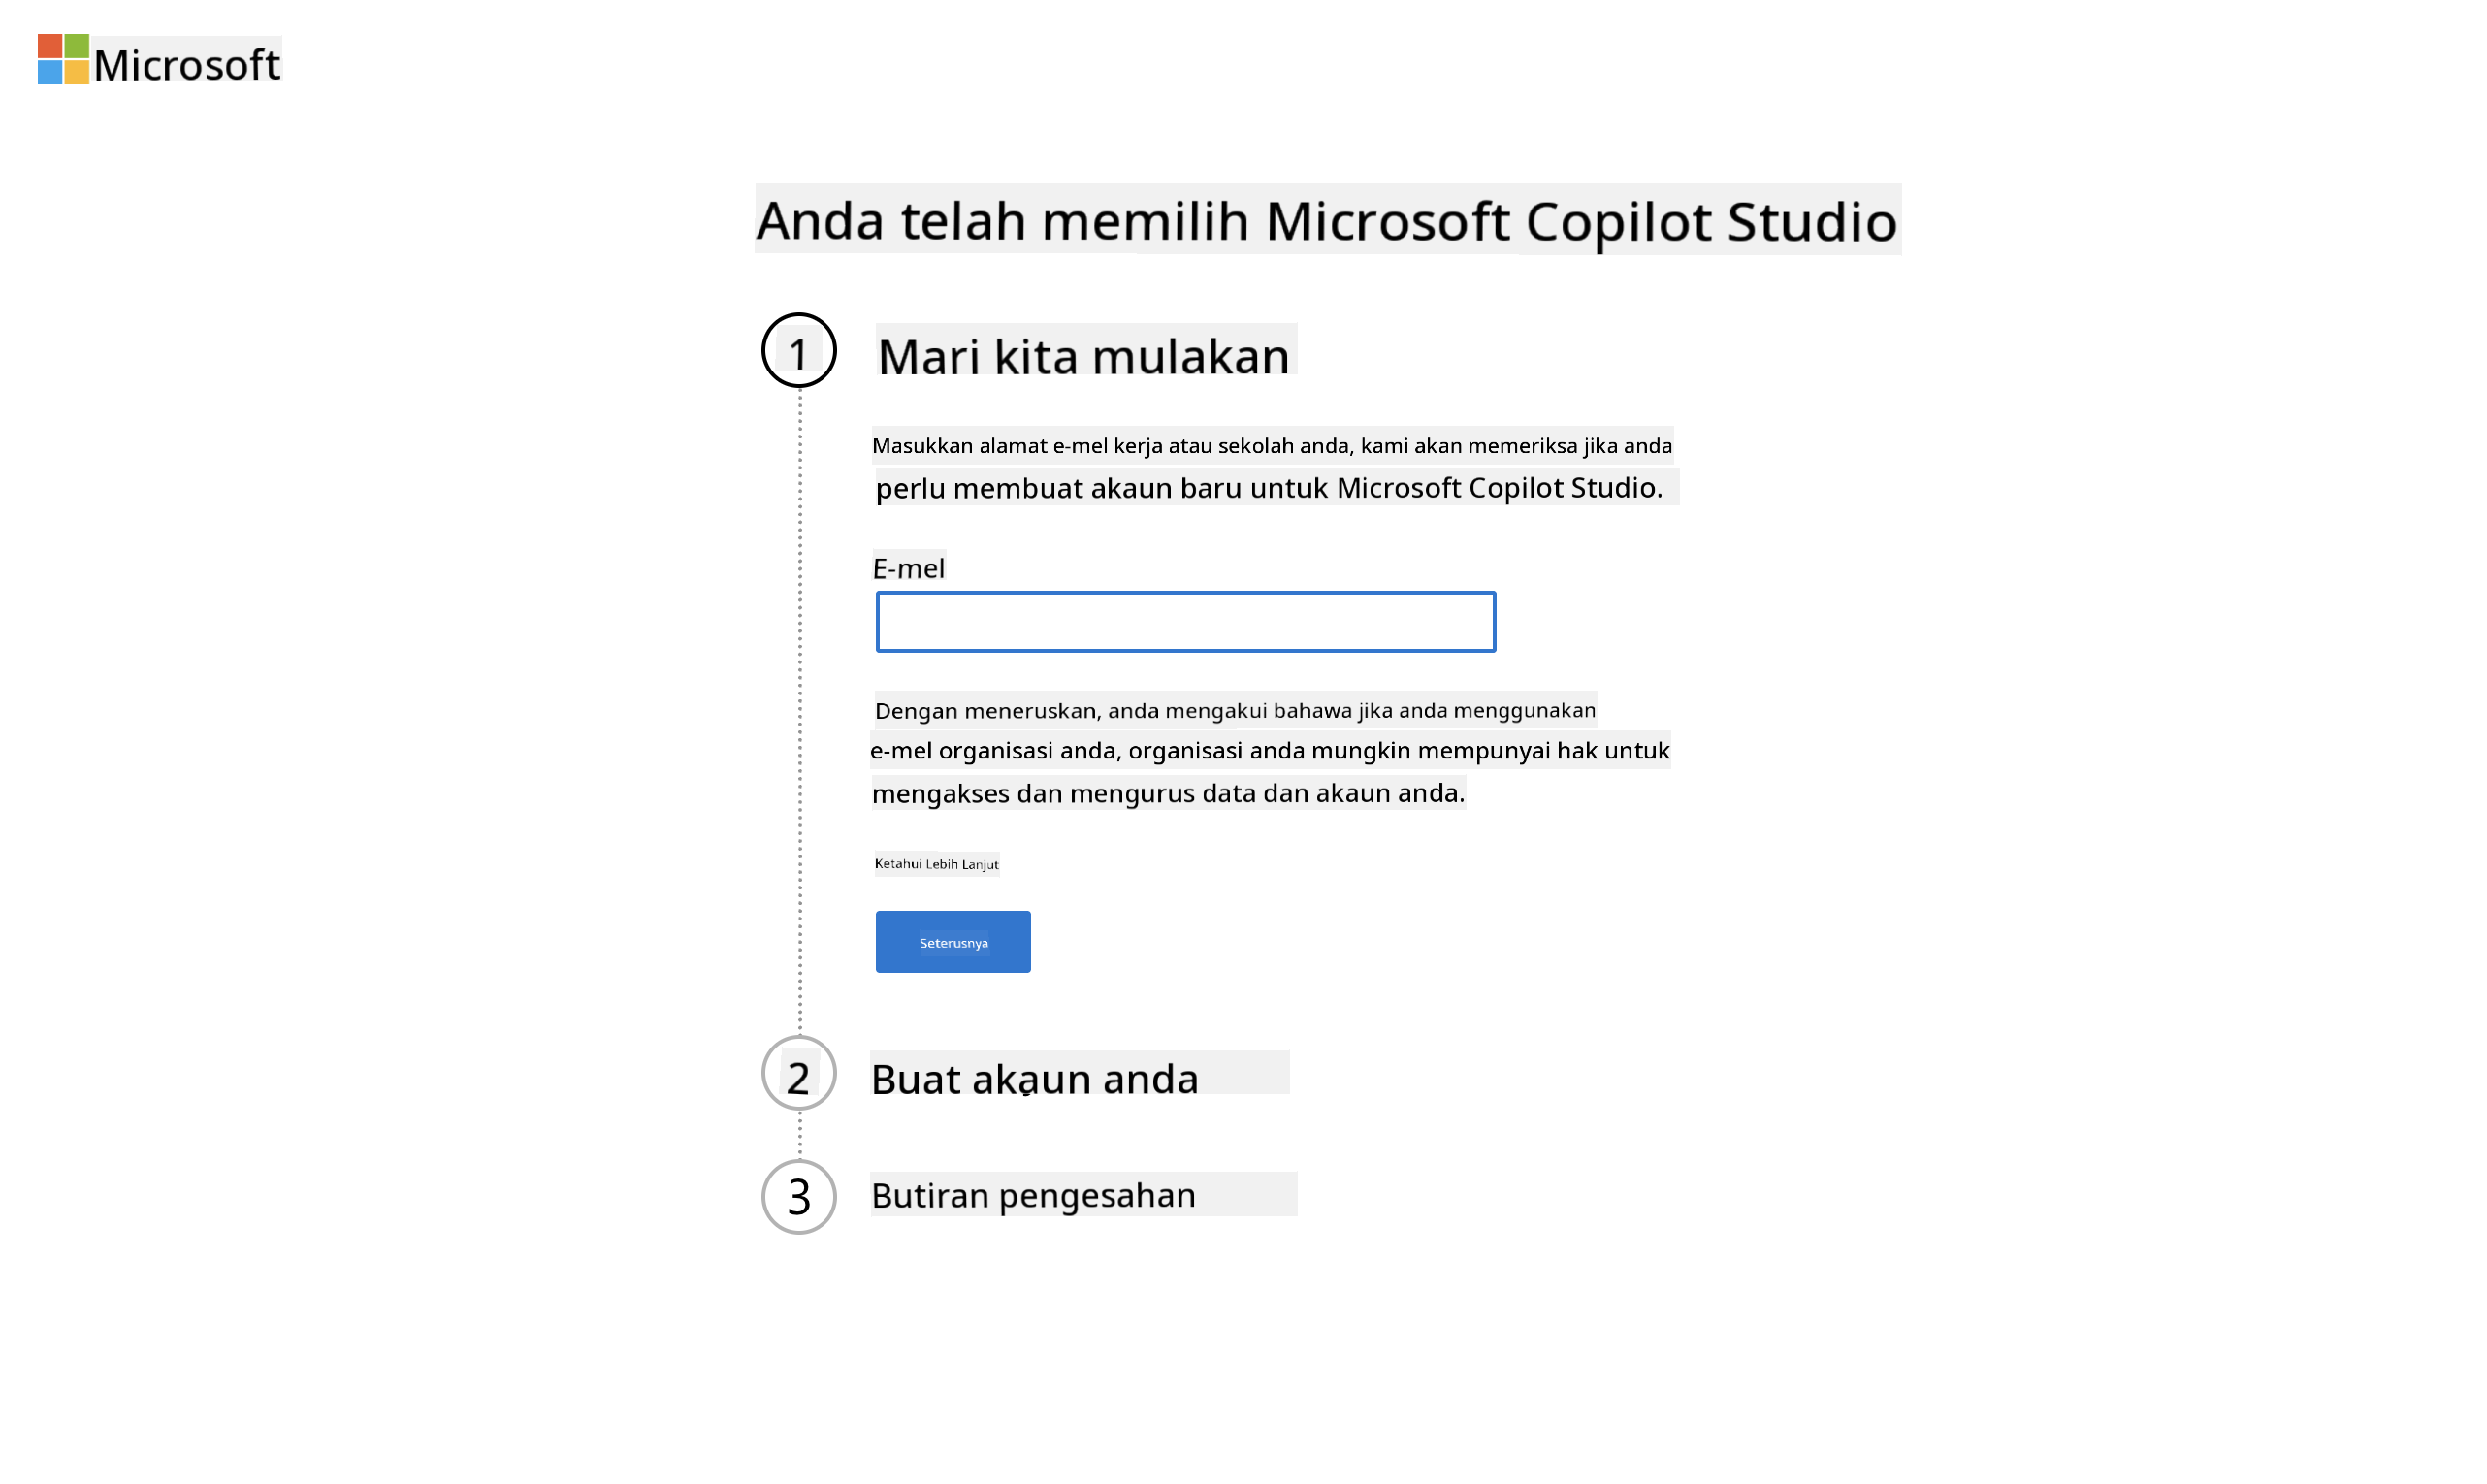 Microsoft
Anda telah memilih Microsoft Copilot Studio
1
Mari kita mulakan
Masukkan alamat e-mel kerja atau sekolah anda, kami akan memeriksa jika anda
perlu membuat akaun baru untuk Microsoft Copilot Studio.
E-mel
Dengan meneruskan, anda mengakui bahawa jika anda menggunakan
e-mel organisasi anda, organisasi anda mungkin mempunyai hak untuk
mengakses dan mengurus data dan akaun anda.
Ketahui Lebih Lanjut
Seterusnya
2
Buat akaun anda
3
Butiran pengesahan